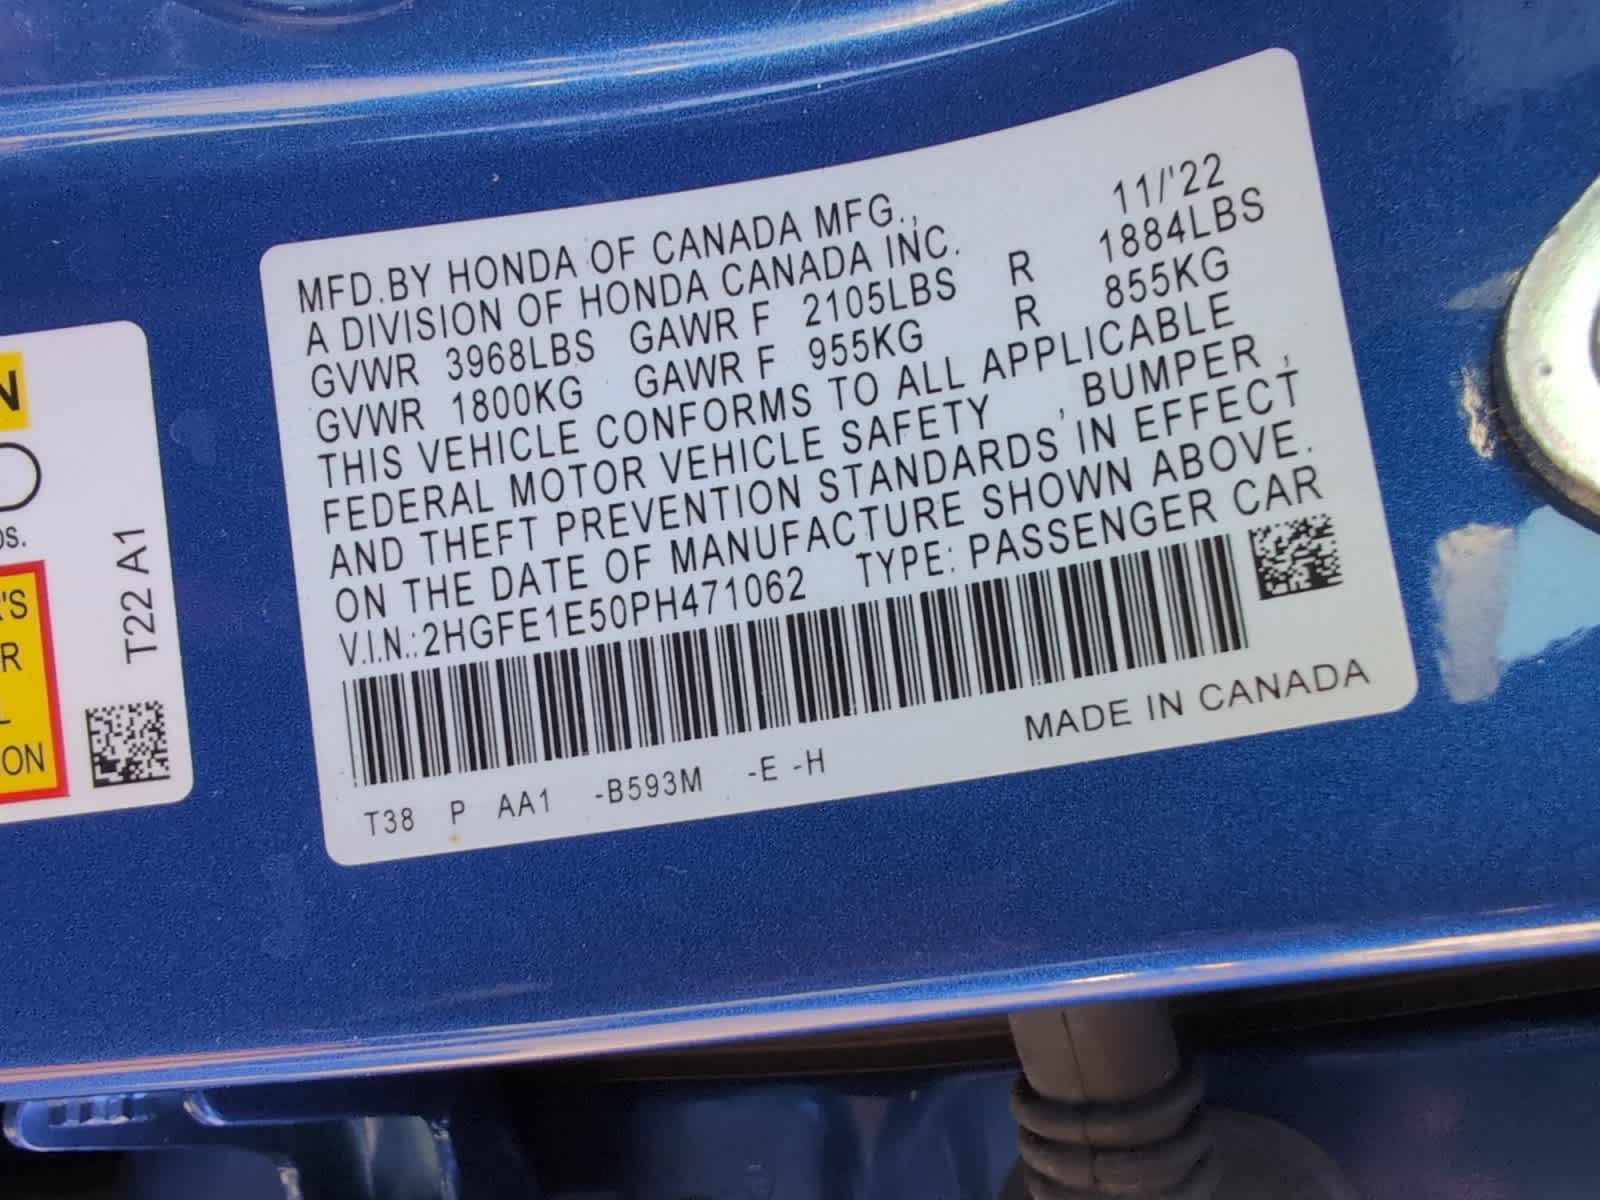 N
OS.
'S
R
L
ON
T22 A1
MFD.BY HONDA OF CANADA MFG., 11/'22
A DIVISION OF HONDA CANADA INC.
GVWR 3968LBS GAWR F 2105LBS R 1884LBS
GVWR 1800KG GAWR F 955KG R 855KG
THIS VEHICLE CONFORMS TO ALL APPLICABLE
FEDERAL MOTOR VEHICLE SAFETY , BUMPER ,
AND THEFT PREVENTION STANDARDS IN EFFECT
ON THE DATE OF MANUFACTURE SHOWN ABOVE.
V.I.N.:2HGFE1E50PH471062 TYPE: PASSENGER CAR
MADE IN CANADA
T38 P AA1 -B593M -E -H